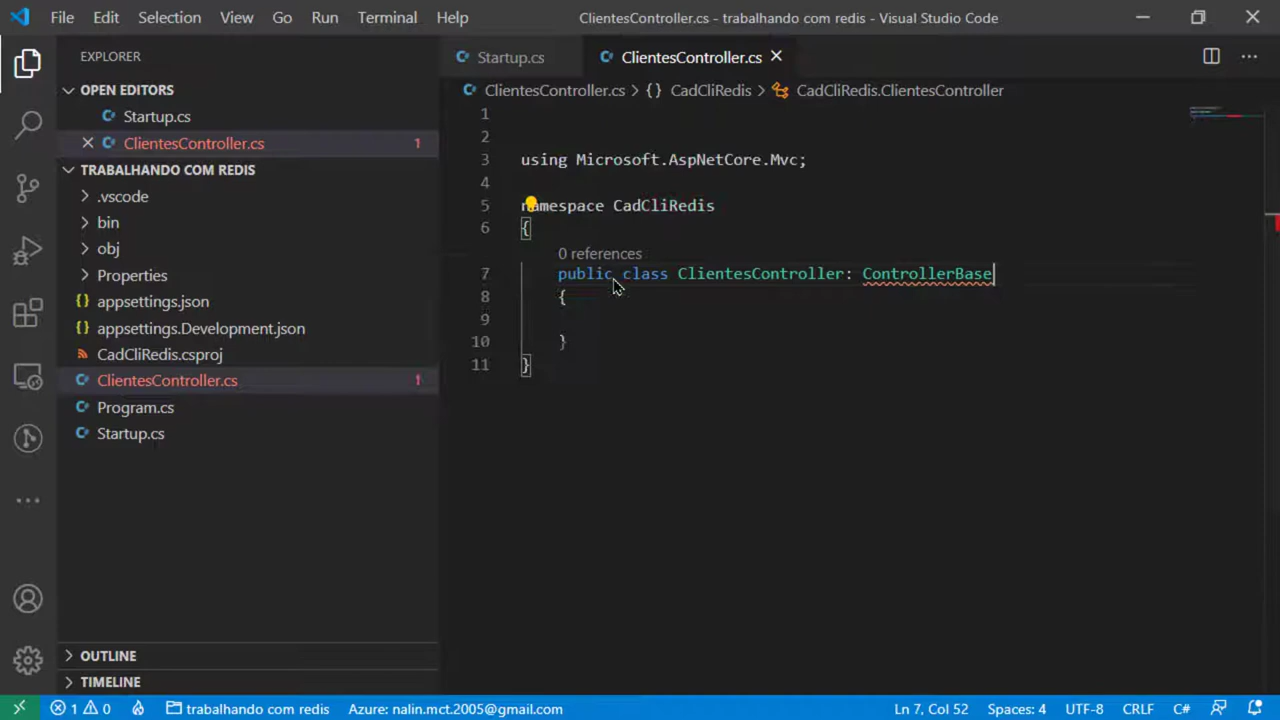 File Edit Selection View Go Run Terminal Help ClientesController.cs - trabalhando com redis - Visual Studio Code
EXPLORER
OPEN EDITORS
Startup.cs
ClientesController.cs 1
TRABALHANDO COM REDIS
.vscode
bin
obj
Properties
appsettings.json
appsettings.Development.json
CadCliRedis.csproj
ClientesController.cs 1
Program.cs
Startup.cs
OUTLINE
TIMELINE
Startup.cs ClientesController.cs
ClientesController.cs > {} CadCliRedis > CadCliRedis.ClientesController
1
2
3 using Microsoft.AspNetCore.Mvc;
4
5 namespace CadCliRedis
6 {
0 references
7 public class ClientesController: ControllerBase
8 {
9
10 }
11 }
1 0 trabalhando com redis Azure: nalin.mct.2005@gmail.com Ln 7, Col 52 Spaces: 4 UTF-8 CRLF C#